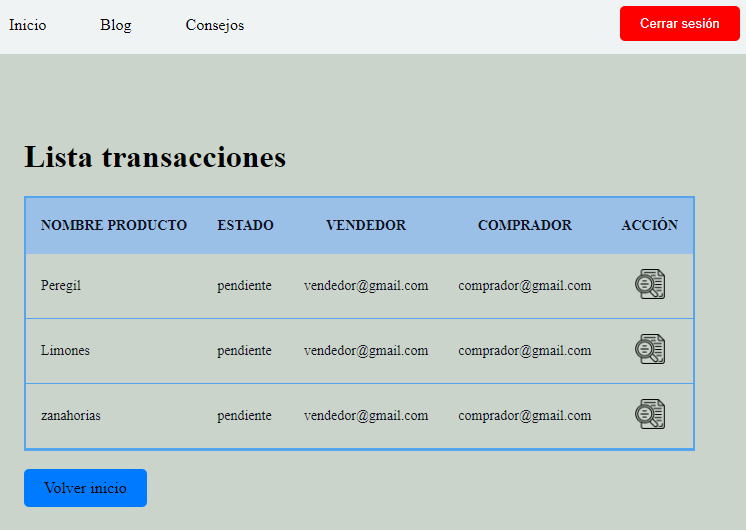 Inicio Blog Consejos Cerrar sesión
Lista transacciones
NOMBRE PRODUCTO ESTADO VENDEDOR COMPRADOR ACCIÓN
Peregil pendiente vendedor@gmail.com comprador@gmail.com
Limones pendiente vendedor@gmail.com comprador@gmail.com
zanahorias pendiente vendedor@gmail.com comprador@gmail.com
Volver inicio